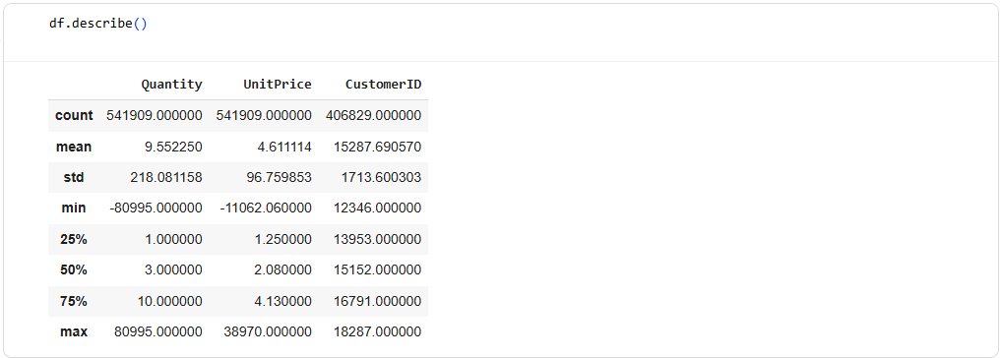 df.describe()
Quantity UnitPrice CustomerID
count 541909.000000 541909.000000 406829.000000
mean 9.552250 4.611114 15287.690570
std 218.081158 96.759853 1713.600303
min -80995.000000 -11062.060000 12346.000000
25% 1.000000 1.250000 13953.000000
50% 3.000000 2.080000 15152.000000
75% 10.000000 4.130000 16791.000000
max 80995.000000 38970.000000 18287.000000